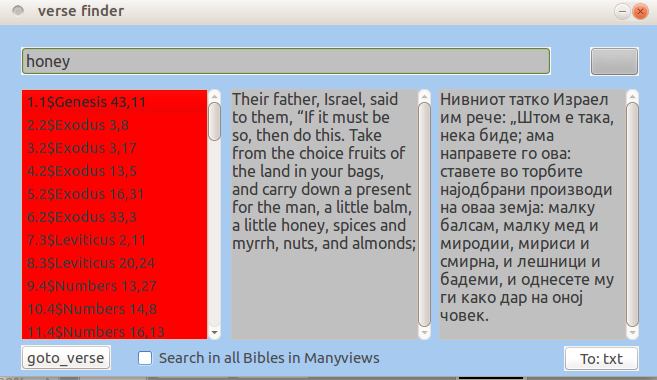 verse finder
honey
1.1$Genesis 43,11
2.2$Exodus 3,8
3.2$Exodus 3,17
4.2$Exodus 13,5
5.2$Exodus 16,31
6.2$Exodus 33,3
7.3$Leviticus 2,11
8.3$Leviticus 20,24
9.4$Numbers 13,27
10.4$Numbers 14,8
11.4$Numbers 16,13
Their father, Israel, said
to them, “If it must be
so, then do this. Take
from the choice fruits of
the land in your bags,
and carry down a present
for the man, a little balm,
a little honey, spices and
myrrh, nuts, and almonds;
Нивниот татко Израел
им рече: „Штом е така,
нека биде; ама
направете го ова:
ставете во торбите
најодбрани производи
на оваа земја: малку
балсам, малку мед и
миродии, мириси и
смирна, и лешници и
бадеми, и однесете му
ги како дар на оној
човек.
goto_verse
Search in all Bibles in Manyviews
To: txt